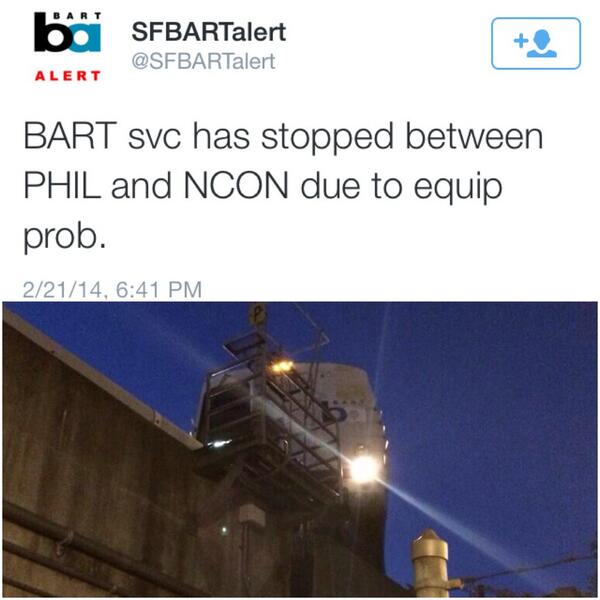 BART
ba
ALERT
SFBARTalert
@SFBARTalert
BART svc has stopped between
PHIL and NCON due to equip
prob.
2/21/14, 6:41 PM
P
ba